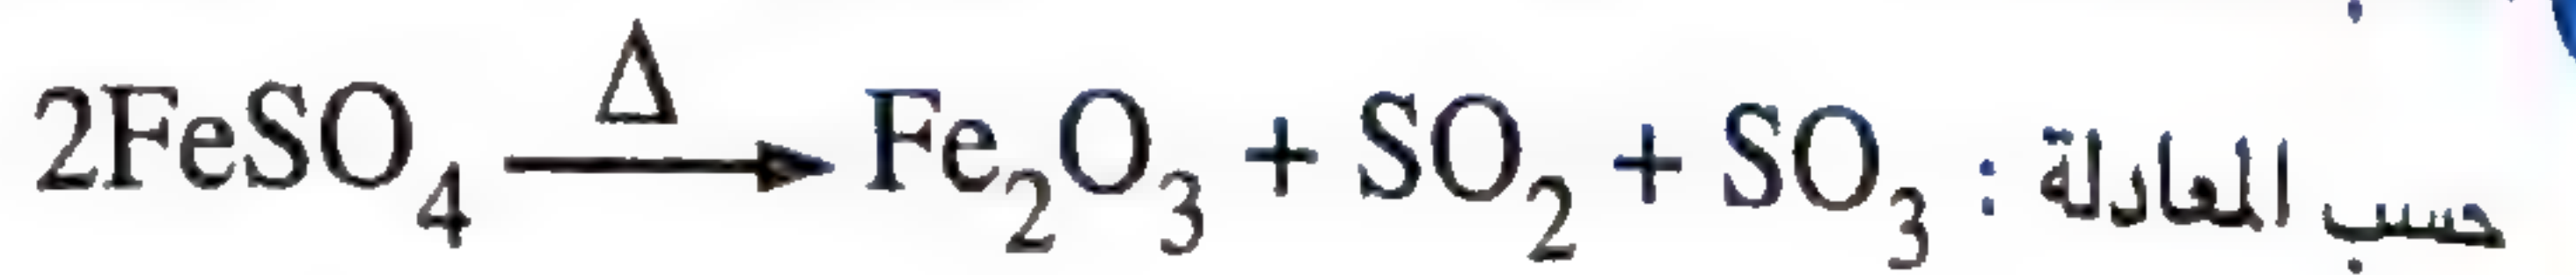 حسب المعادلة : 2FeSO₄ —Δ→ Fe₂O₃ + SO₂ + SO₃